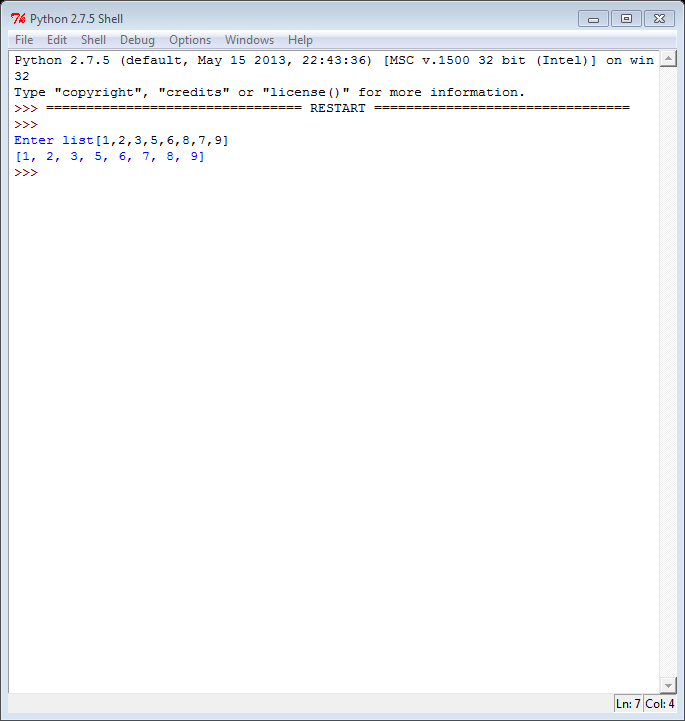 Python 2.7.5 Shell
File Edit Shell Debug Options Windows Help
Python 2.7.5 (default, May 15 2013, 22:43:36) [MSC v.1500 32 bit (Intel)] on win
32
Type "copyright", "credits" or "license()" for more information.
>>> ================================ RESTART ================================
>>>
Enter list[1,2,3,5,6,8,7,9]
[1, 2, 3, 5, 6, 7, 8, 9]
>>>
Ln: 7 Col: 4